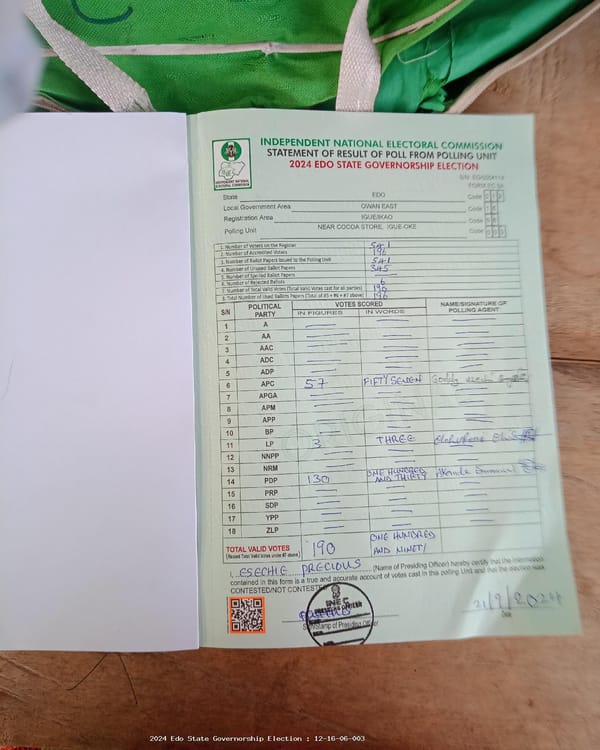 C
INEC
INDEPENDENT NATIONAL
ELECTORAL COMMISSION
INDEPENDENT NATIONAL ELECTORAL COMMISSION
STATEMENT OF RESULT OF POLL FROM POLLING UNIT
2024 EDO STATE GOVERNORSHIP ELECTION
FORM EC 8A
State EDO Code
Local Government Area OWAN EAST Code
Registration Area IGUE/IKAO Code
Polling Unit NEAR COCOA STORE, IGUE-OKE Code
1. Number of Voters on the Register 541
2. Number of Accredited Voters 196
3. Number of Ballot Papers Issued to the Polling Unit 541
4. Number of Unused Ballot Papers 345
5. Number of Spoiled Ballot Papers
6. Number of Rejected Ballots 6
7. Number of Total Valid Votes (Total Valid Votes cast for all parties) 190
8. Total Number of Used Ballots Papers (Total of #5 + #6 + #7 above) 196
S/N POLITICAL PARTY VOTES SCORED NAME/SIGNATURE OF POLLING AGENT
IN FIGURES IN WORDS
1 A
2 AA
3 AAC
4 ADC
5 ADP
6 APC 57 FIFTY SEVEN
7 APGA
8 APM
9 APP
10 BP
11 LP 3 THREE
12 NNPP
13 NRM
14 PDP 130 ONE HUNDRED AND THIRTY
15 PRP
16 SDP
17 YPP
18 ZLP
TOTAL VALID VOTES 190 ONE HUNDRED AND NINETY
(Record Total Valid Votes under #7 above)
I, ESECHIE PRECIOUS (Name of Presiding Officer) hereby certify that the information
contained in this form is a true and accurate account of votes cast in this polling Unit and has the election been
CONTESTED/NOT CONTESTED
INEC
PRESIDING OFFICER
Sign/Stamp of Presiding Officer
21/9/2024
Date
2024 Edo State Governorship Election : 12-16-06-003